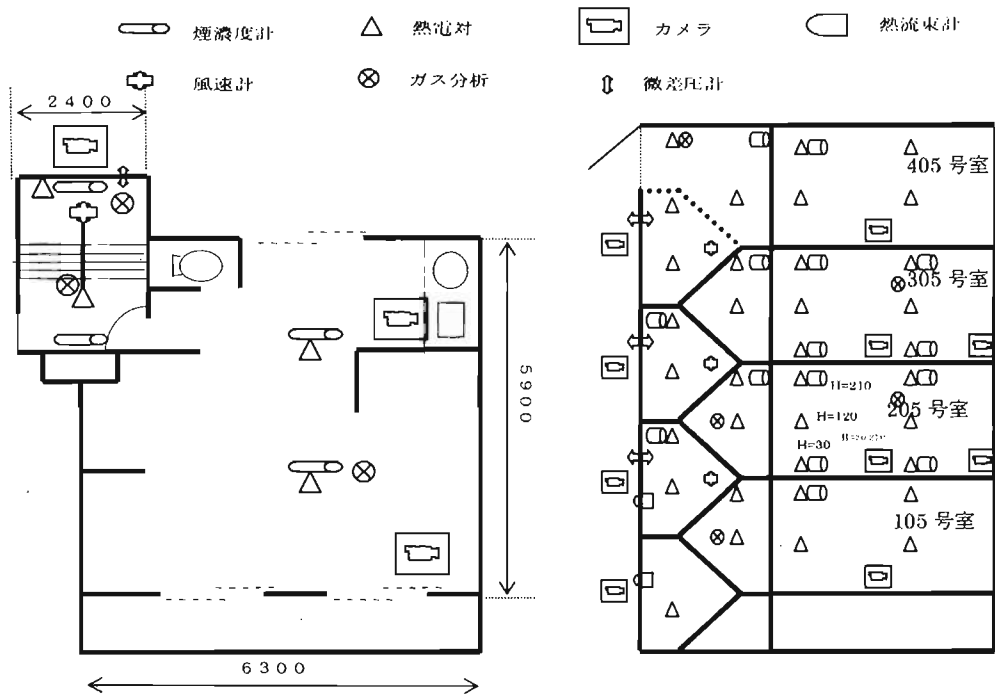 煙濃度計
熱電対
カメラ
熱流束計
風速計
ガス分析
微差圧計
2400
5900
6300
405 号室
305 号室
H=210
205 号室
H=120
H=30
105 号室